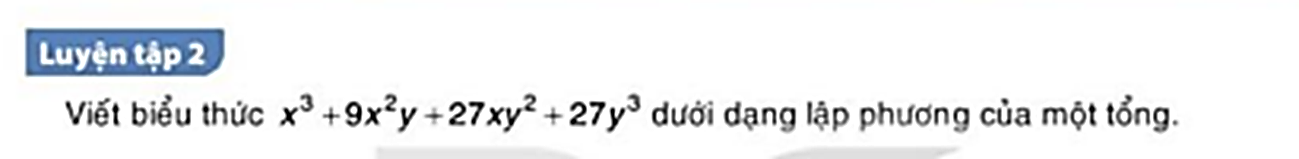 Luyện tập 2
Viết biểu thức x³ + 9x²y + 27xy² + 27y³ dưới dạng lập phương của một tổng.